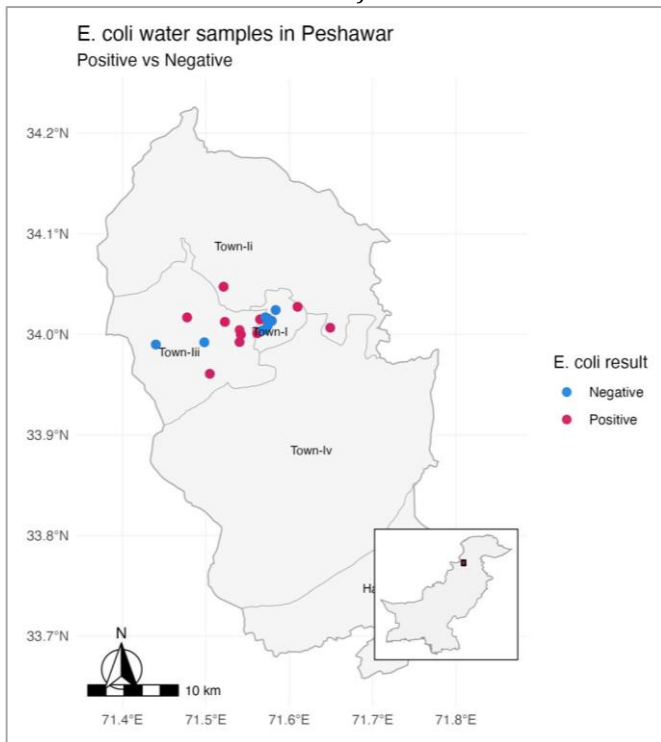 E. coli water samples in Peshawar
Positive vs Negative
34.2°N
34.1°N
34.0°N
33.9°N
33.8°N
33.7°N
Town-Ii
Town-I
Town-Iii
Town-Iv
Ha
E. coli result
Negative
Positive
N
10 km
71.4°E
71.5°E
71.6°E
71.7°E
71.8°E